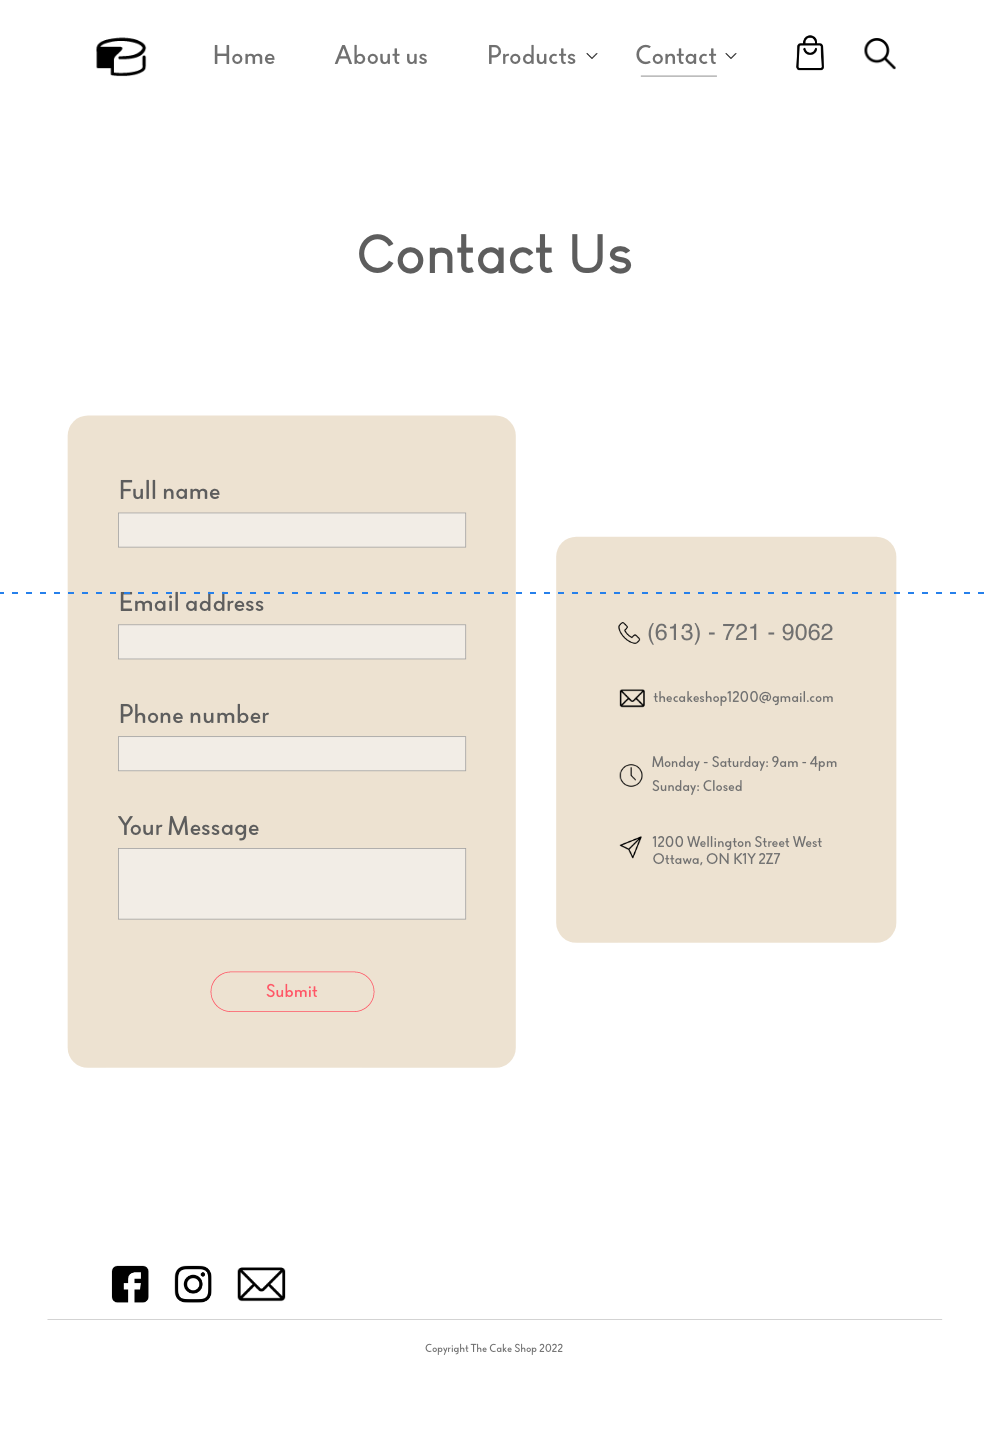 Home About us Products Contact
Contact Us
Full name
Email address
Phone number
Your Message
Submit
(613) - 721 - 9062
thecakeshop1200@gmail.com
Monday - Saturday: 9am - 4pm
Sunday: Closed
1200 Wellington Street West
Ottawa, ON K1Y 2Z7
Copyright The Cake Shop 2022